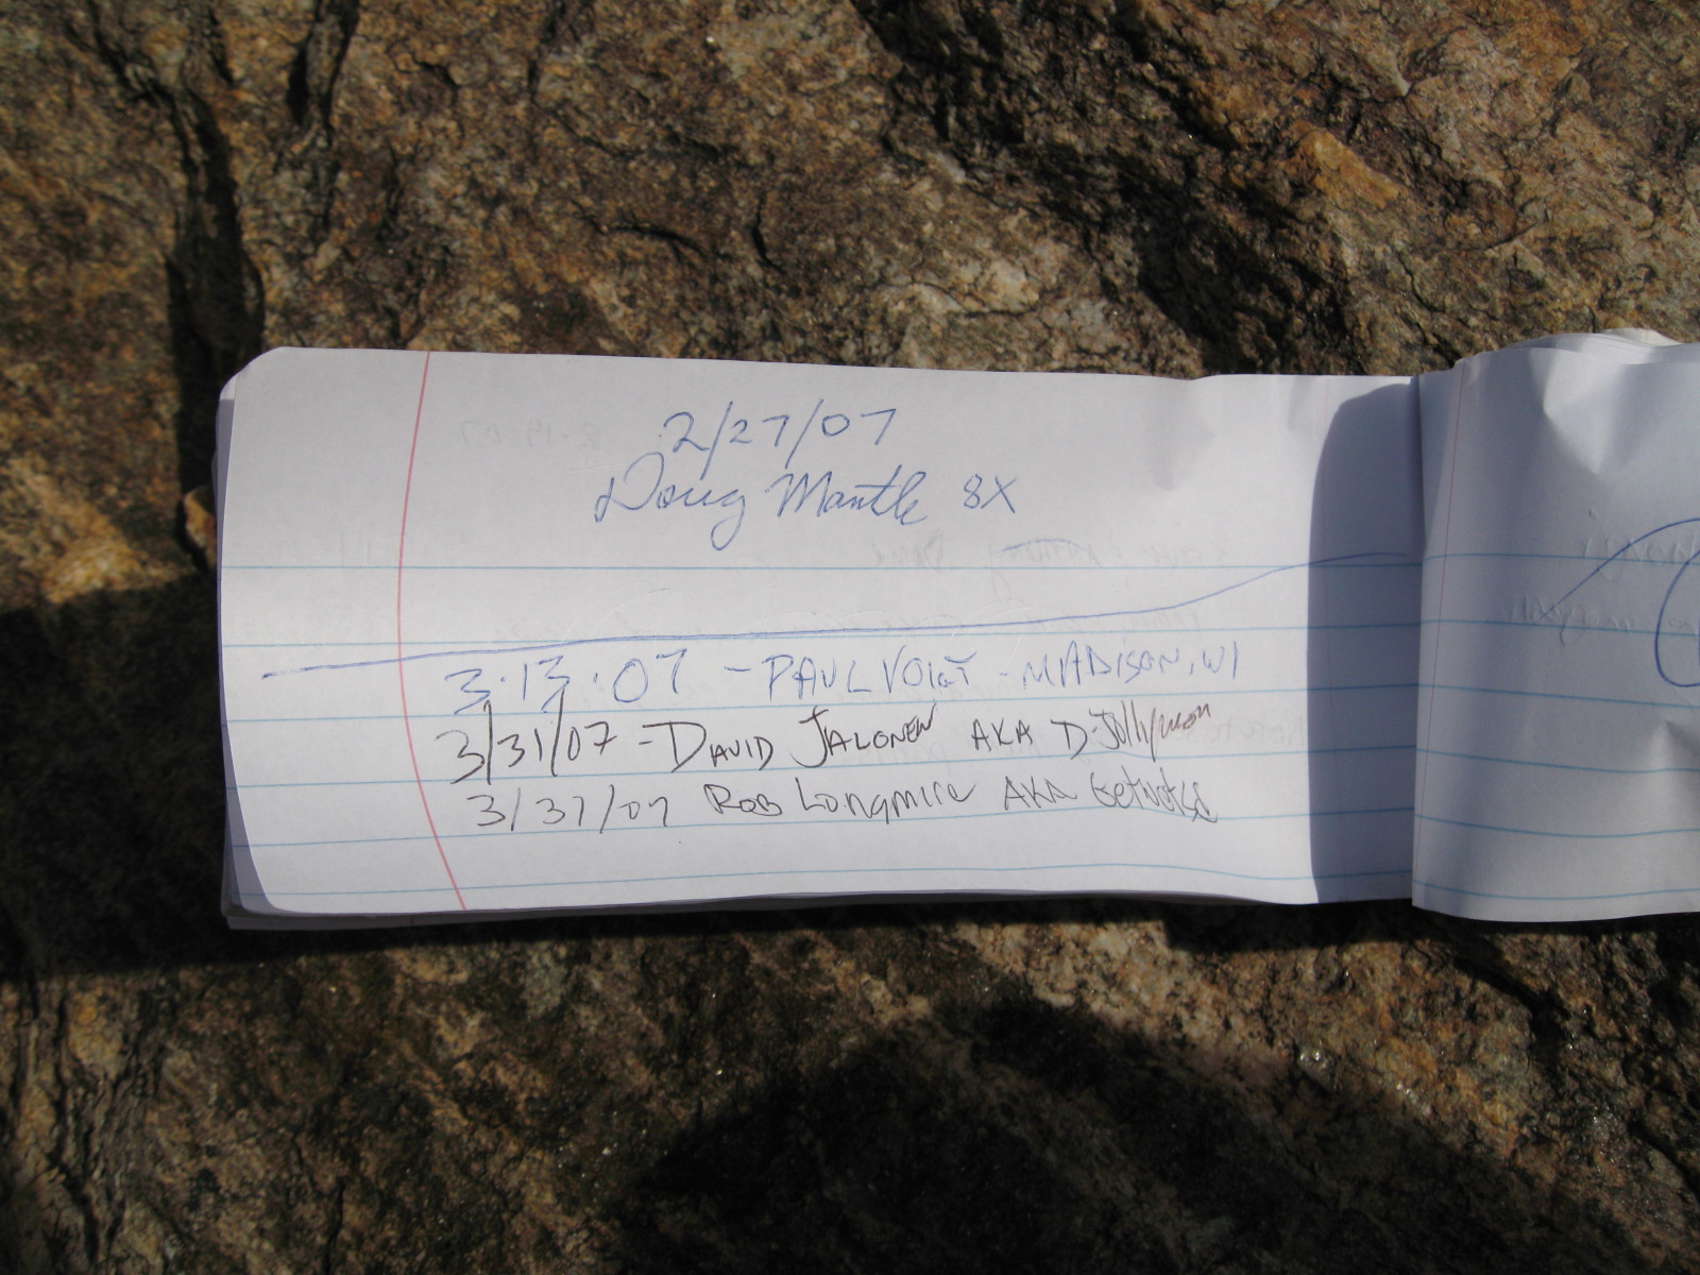 2/27/07
Doug Mantle 8X
3.13.07 - PAUL VOIGT - MADISON, WI
3/31/07 - DAVID JALONEN AKA D-Jollymon
3/31/07 ROB Longmire AKA